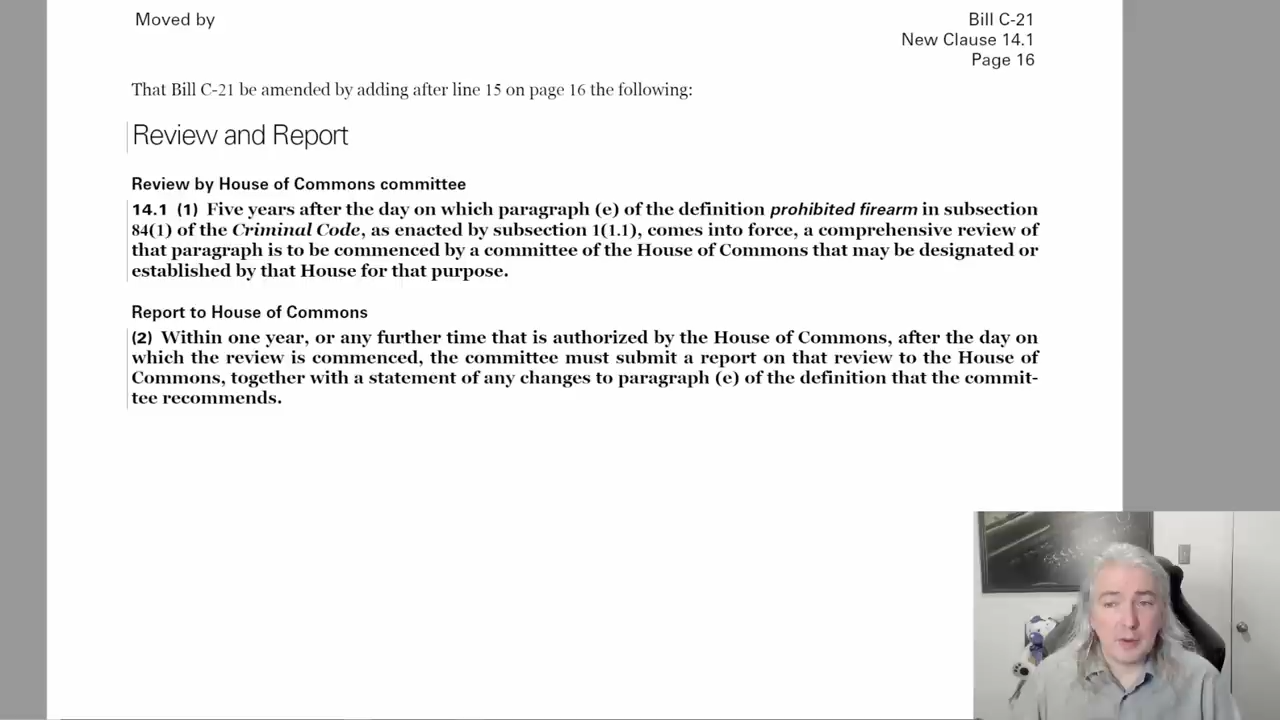 Moved by
Bill C-21
New Clause 14.1
Page 16
That Bill C-21 be amended by adding after line 15 on page 16 the following:
Review and Report
Review by House of Commons committee
14.1 (1) Five years after the day on which paragraph (e) of the definition prohibited firearm in subsection
84(1) of the Criminal Code, as enacted by subsection 1(1.1), comes into force, a comprehensive review of
that paragraph is to be commenced by a committee of the House of Commons that may be designated or
established by that House for that purpose.
Report to House of Commons
(2) Within one year, or any further time that is authorized by the House of Commons, after the day on
which the review is commenced, the committee must submit a report on that review to the House of
Commons, together with a statement of any changes to paragraph (e) of the definition that the commit-
tee recommends.